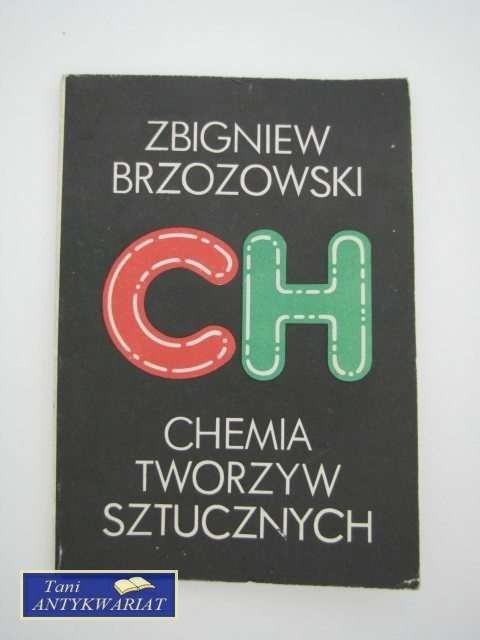 ZBIGNIEW
BRZOZOWSKI
CH
CHEMIA
TWORZYW
SZTUCZNYCH
Tani
ANTYKWARIAT